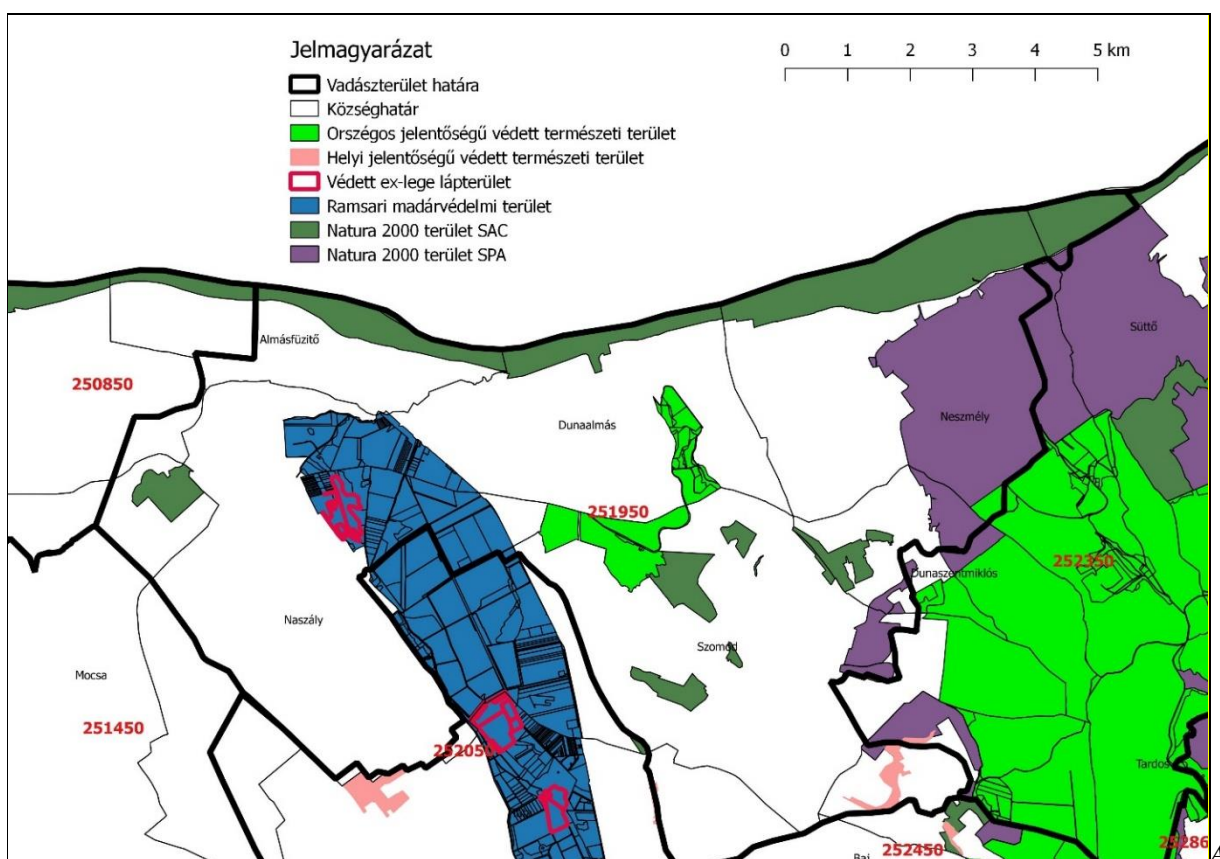 Jelmagyarázat
Vadászterület határa
Községhatár
Országos jelentőségű védett természeti terület
Helyi jelentőségű védett természeti terület
Védett ex-lege lápterület
Ramsari madárvédelmi terület
Natura 2000 terület SAC
Natura 2000 terület SPA
0 1 2 3 4 5 km
Almásfüzitő
Süttő
250850
Neszmély
Dunaalmás
251950
252350
Dunaszentmiklós
Naszály
Szomód
Mocsa
251450
252050
Tardos
252450
25286
Baj